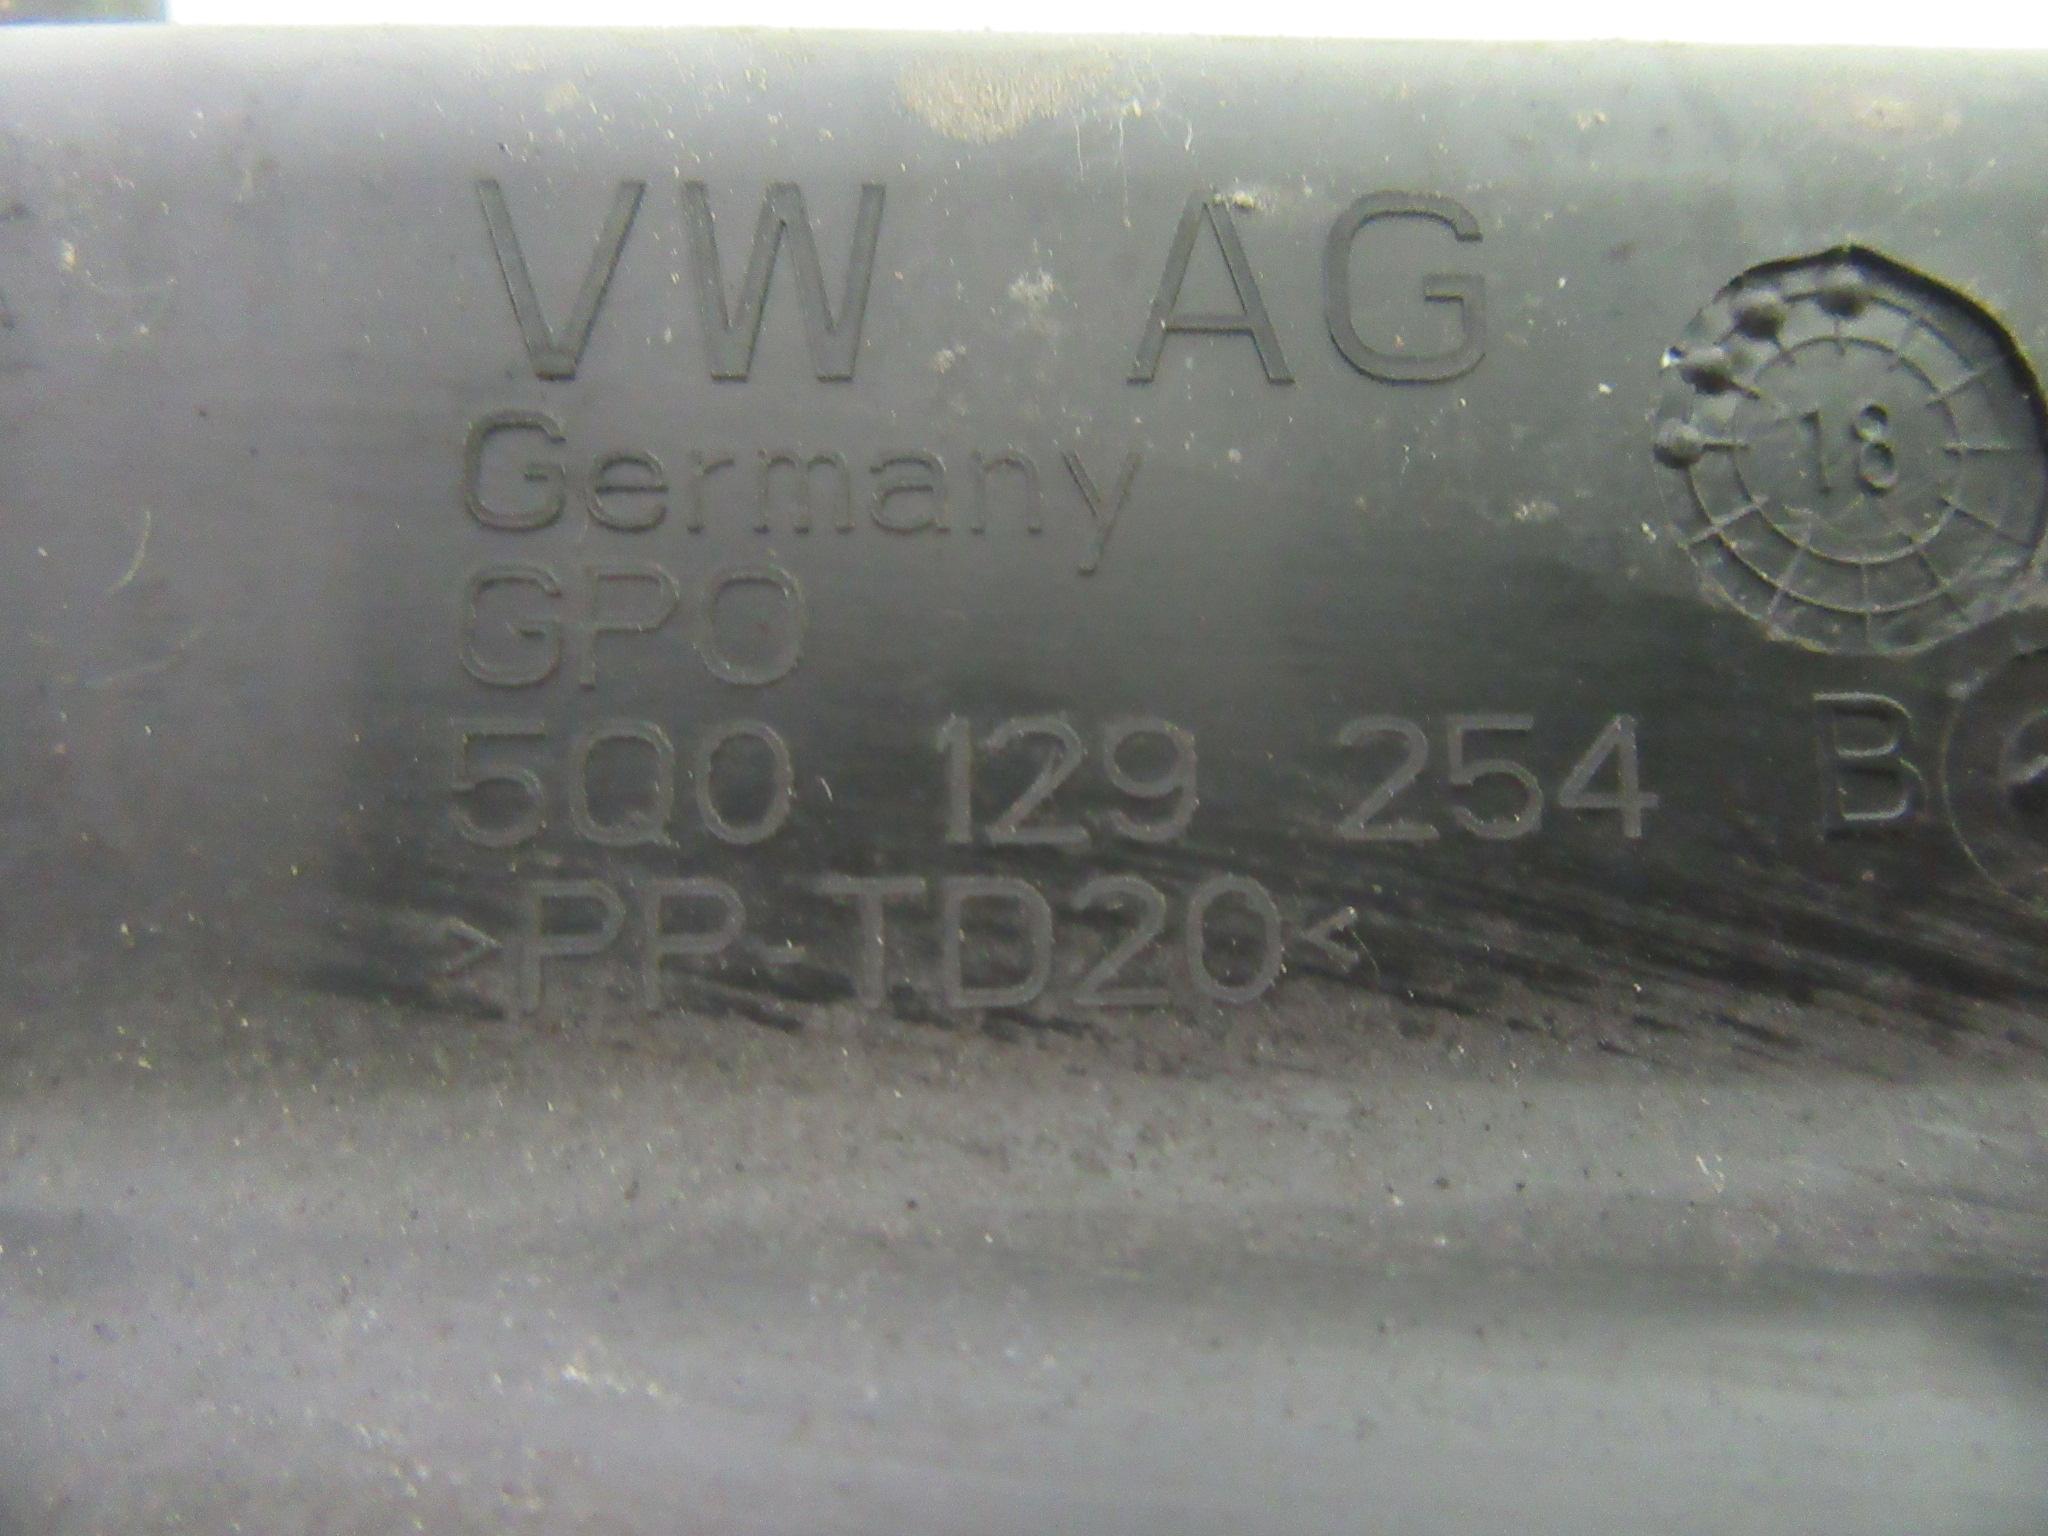 VW AG
Germany
18
GPO
5Q0 129 254 B
>PP-TD20<